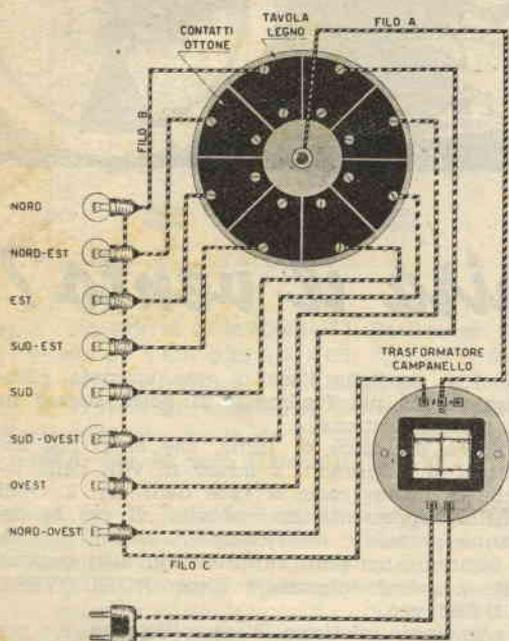 CONTATTI
OTTONE
TAVOLA
LEGNO
FILO A
FILO B
NORD
NORD-EST
EST
SUD-EST
SUD
SUD-OVEST
OVEST
NORD-OVEST
TRASFORMATORE
CAMPANELLO
FILO C